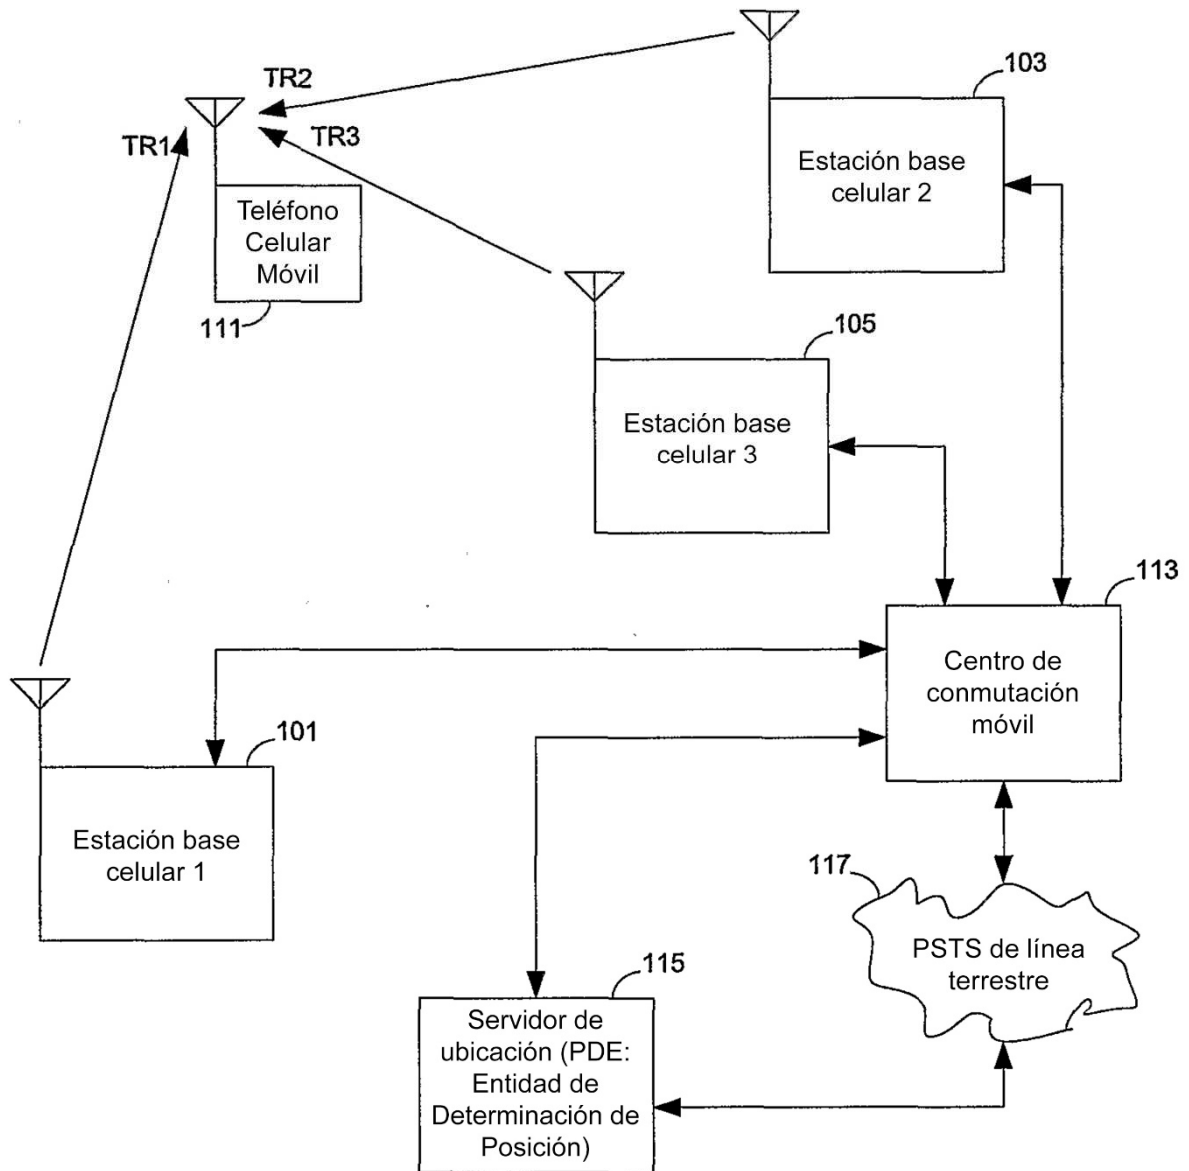 103
TR2
TR1
TR3
Estación base
celular 2
Teléfono
Celular
Móvil
111
105
Estación base
celular 3
113
Centro de
conmutación
móvil
101
Estación base
celular 1
117
PSTS de línea
terrestre
115
Servidor de
ubicación (PDE:
Entidad de
Determinación de
Posición)